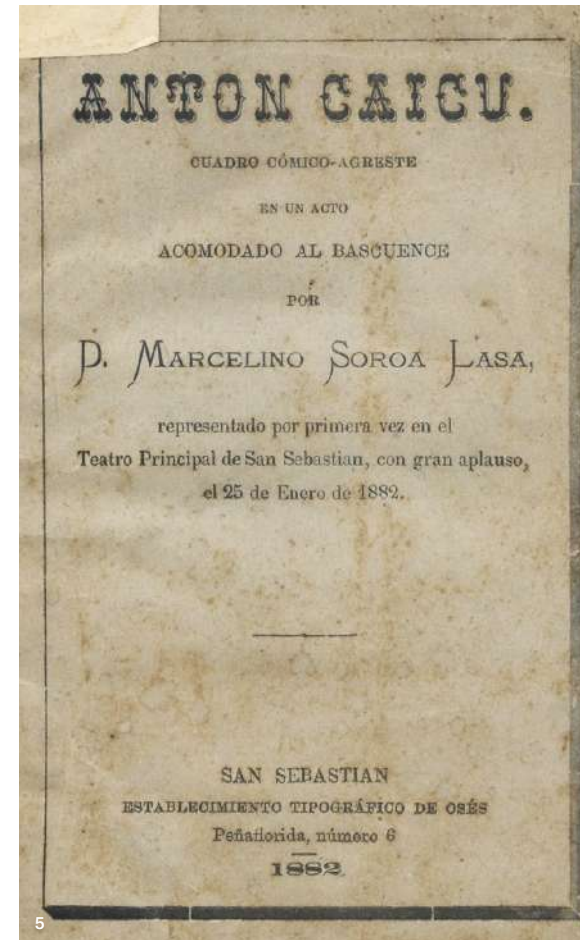 ANTON CAICU.
CUADRO CÓMICO-AGRESTE
EN UN ACTO
ACOMODADO AL BASCUENCE
POR
D. MARCELINO SOROA LASA,
representado por primera vez en el
Teatro Principal de San Sebastian, con gran aplauso,
el 25 de Enero de 1882.
SAN SEBASTIAN
ESTABLECIMIENTO TIPOGRÁFICO DE OSÉS
Peñaflorida, número 6
1882
5